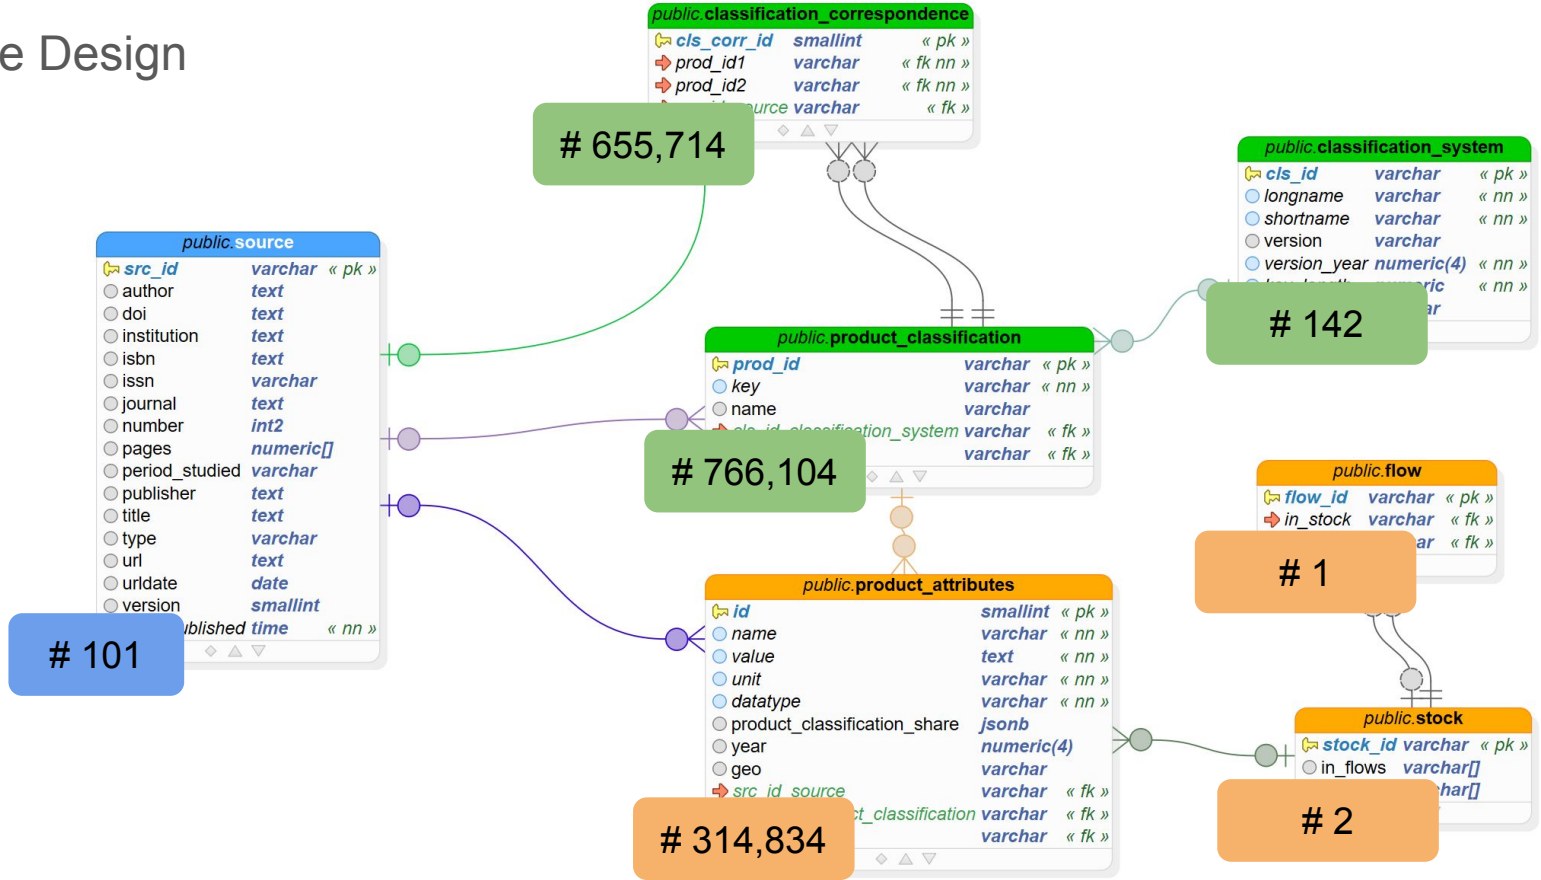 e Design
public.classification_correspondence
cls_corr_id smallint « pk »
prod_id1 varchar « fk nn »
prod_id2 varchar « fk nn »
varchar « fk »
# 655,714
public.classification_system
cls_id varchar « pk »
longname varchar « nn »
shortname varchar « nn »
version varchar
version_year numeric(4) « nn »
« nn »
# 142
public.source
src_id varchar « pk »
author text
doi text
institution text
isbn text
issn varchar
journal text
number int2
pages numeric[]
period_studied varchar
publisher text
title text
type varchar
url text
urldate date
version smallint
ublished time « nn »
# 101
public.product_classification
prod_id varchar « pk »
key varchar « nn »
name varchar
cls_id_classification_system varchar « fk »
varchar « fk »
# 766,104
public.flow
flow_id varchar « pk »
in_stock varchar « fk »
ar « fk »
# 1
public.product_attributes
id smallint « pk »
name varchar « nn »
value text « nn »
unit varchar « nn »
datatype varchar « nn »
product_classification_share jsonb
year numeric(4)
geo varchar
src_id_source varchar « fk »
ct_classification varchar « fk »
varchar « fk »
# 314,834
public.stock
stock_id varchar « pk »
in_flows varchar[]
char[]
# 2